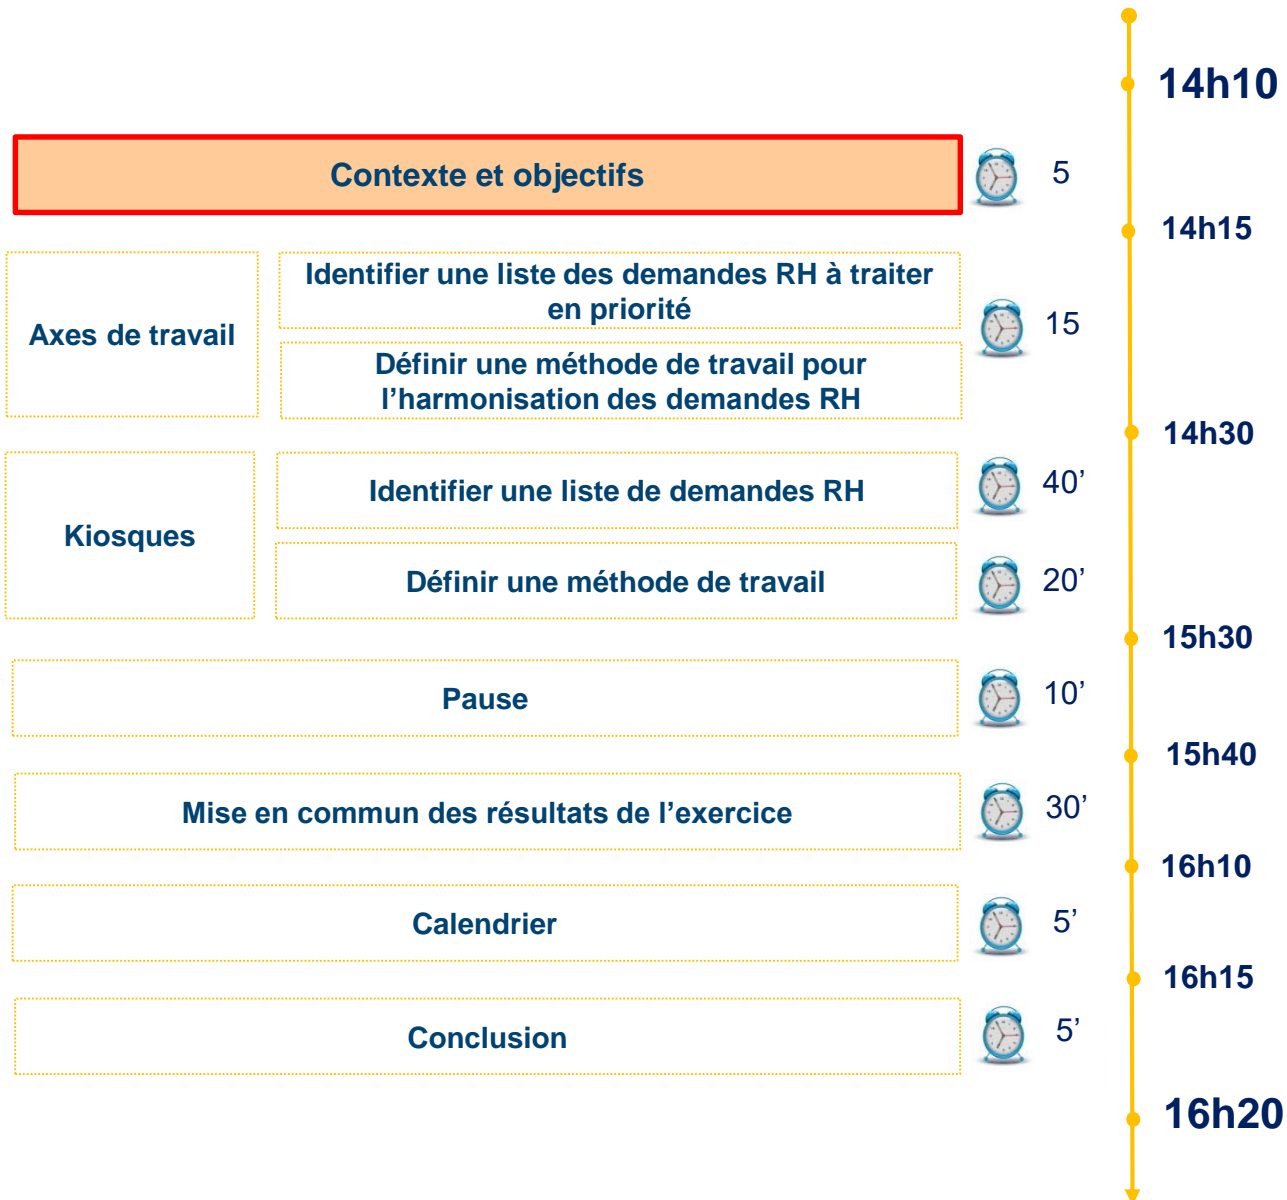 14h10
Contexte et objectifs
5
14h15
Axes de travail
Identifier une liste des demandes RH à traiter
en priorité
15
Définir une méthode de travail pour
l’harmonisation des demandes RH
14h30
Kiosques
Identifier une liste de demandes RH
40’
Définir une méthode de travail
20’
15h30
Pause
10’
15h40
Mise en commun des résultats de l’exercice
30’
16h10
Calendrier
5’
16h15
Conclusion
5’
16h20